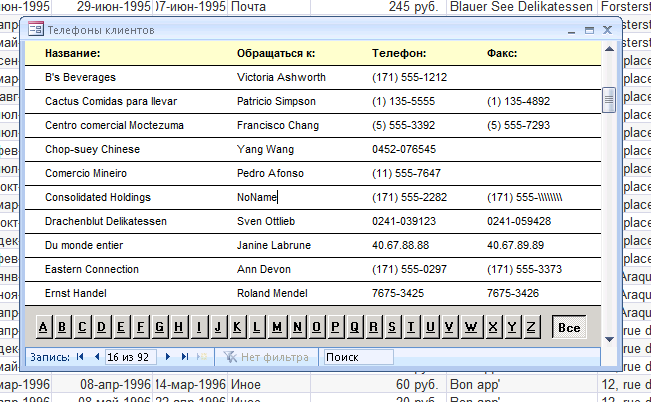 июн-1995 29-июн-1995 07-июн-1995 Почта 245 руб. Blauer See Delikatessen Forsterst
Телефоны клиентов
Название: Обращаться к: Телефон: Факс:
B's Beverages Victoria Ashworth (171) 555-1212
Cactus Comidas para llevar Patricio Simpson (1) 135-5555 (1) 135-4892
Centro comercial Moctezuma Francisco Chang (5) 555-3392 (5) 555-7293
Chop-suey Chinese Yang Wang 0452-076545
Comercio Mineiro Pedro Afonso (11) 555-7647
Consolidated Holdings NoName (171) 555-2282 (171) 555-\\\\\\\\
Drachenblut Delikatessen Sven Ottlieb 0241-039123 0241-059428
Du monde entier Janine Labrune 40.67.88.88 40.67.89.89
Eastern Connection Ann Devon (171) 555-0297 (171) 555-3373
Ernst Handel Roland Mendel 7675-3425 7675-3426
A B C D E F G H I J K L M N O P Q R S T U V W X Y Z Все
Запись: 16 из 92 Нет фильтра Поиск
мар-1996 08-апр-1996 14-мар-1996 Иное 60 руб. Bon app' 12, rue d
апр-1996 08-май-1996 22-апр-1996 Иное 20 руб. Bon app' 12, rue d